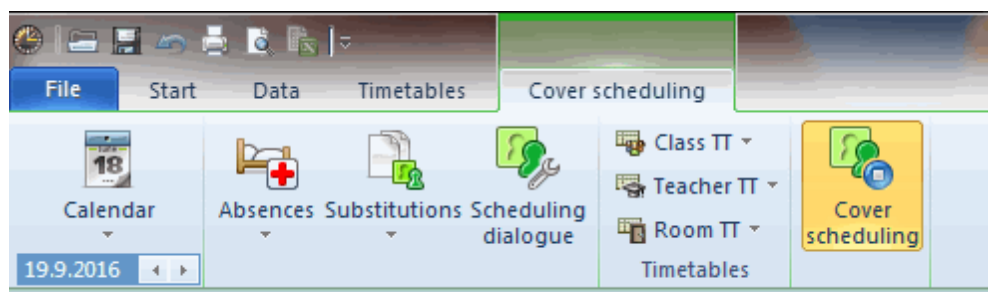 File Start Data Timetables Cover scheduling
18
Calendar
19.9.2016
Absences
Substitutions
Scheduling
dialogue
Class TT
Teacher TT
Room TT
Timetables
Cover
scheduling